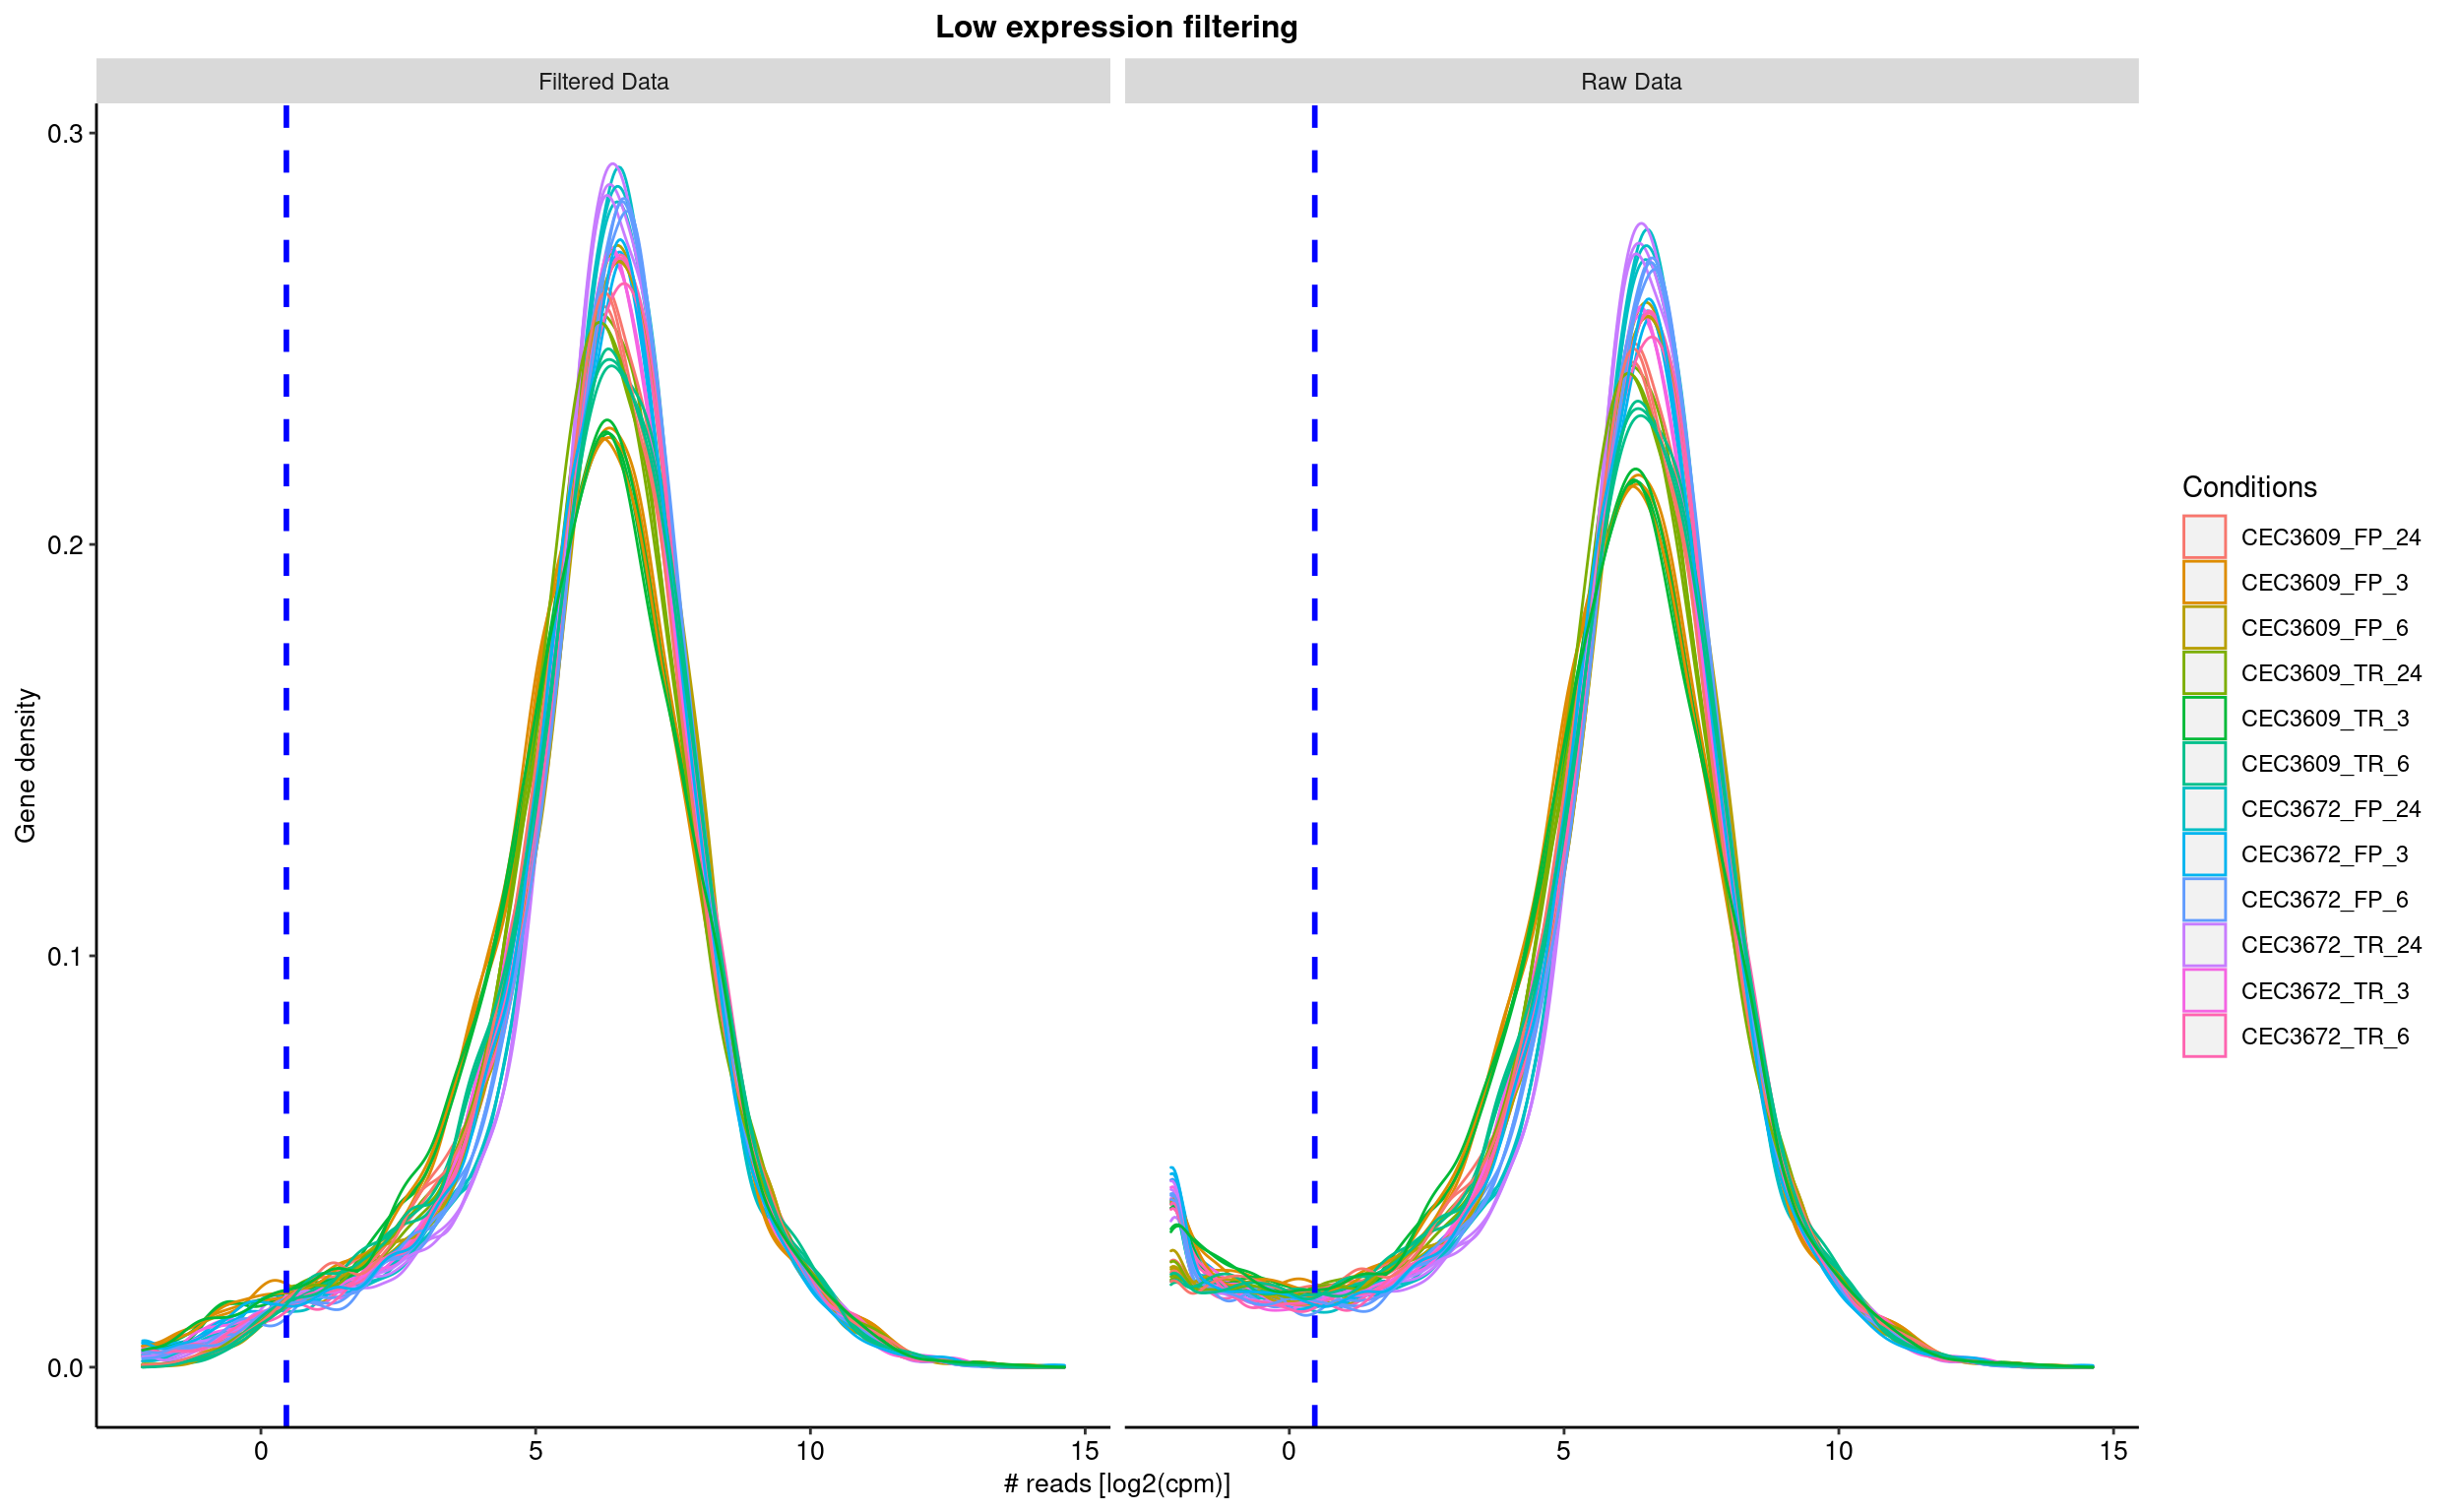 Low expression filtering
Filtered Data
Raw Data
0.3
0.2
0.1
0.0
Gene density
0
5
10
15
0
5
10
15
# reads [log2(cpm)]
Conditions
CEC3609_FP_24
CEC3609_FP_3
CEC3609_FP_6
CEC3609_TR_24
CEC3609_TR_3
CEC3609_TR_6
CEC3672_FP_24
CEC3672_FP_3
CEC3672_FP_6
CEC3672_TR_24
CEC3672_TR_3
CEC3672_TR_6